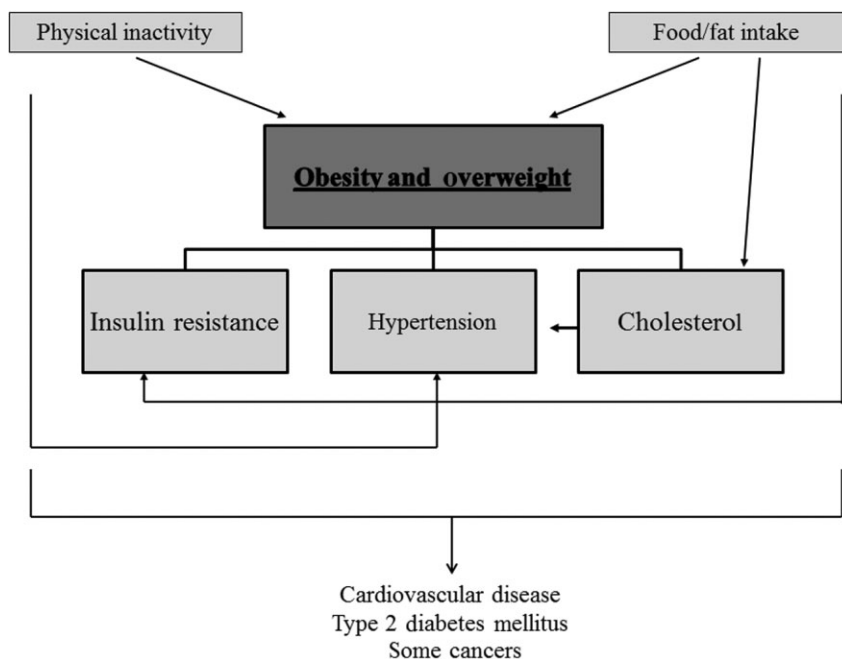 Physical inactivity
Food/fat intake
Obesity and overweight
Insulin resistance
Hypertension
Cholesterol
Cardiovascular disease
Type 2 diabetes mellitus
Some cancers